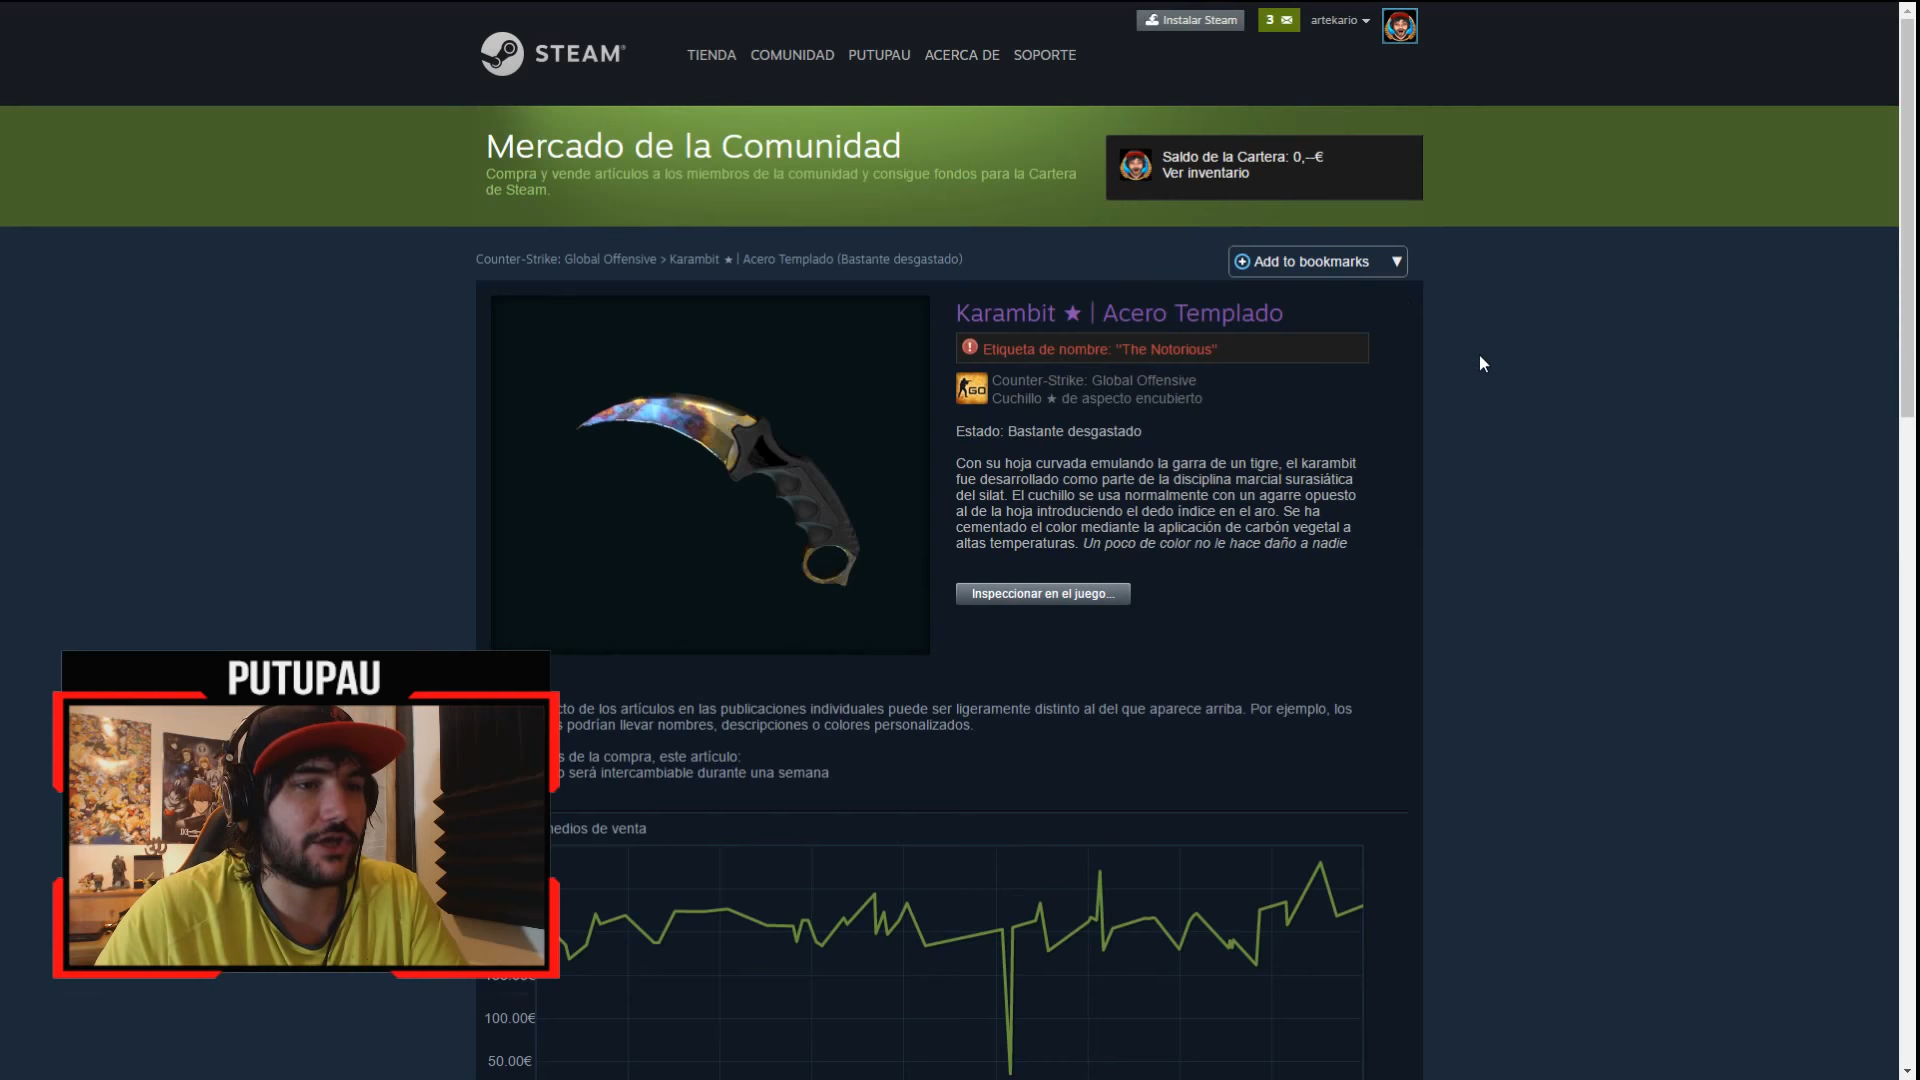 Instalar Steam
3
artekario
STEAM
TIENDA COMUNIDAD PUTUPAU ACERCA DE SOPORTE
Mercado de la Comunidad
Compra y vende artículos a los miembros de la comunidad y consigue fondos para la Cartera
de Steam.
Saldo de la Cartera: 0,--€
Ver inventario
Counter-Strike: Global Offensive > Karambit ★ | Acero Templado (Bastante desgastado)
Add to bookmarks ▼
Karambit ★ | Acero Templado
Etiqueta de nombre: ''The Notorious''
GO
Counter-Strike: Global Offensive
Cuchillo ★ de aspecto encubierto
Estado: Bastante desgastado
Con su hoja curvada emulando la garra de un tigre, el karambit
fue desarrollado como parte de la disciplina marcial surasiática
del silat. El cuchillo se usa normalmente con un agarre opuesto
al de la hoja introduciendo el dedo índice en el aro. Se ha
cementado el color mediante la aplicación de carbón vegetal a
altas temperaturas. Un poco de color no le hace daño a nadie
Inspeccionar en el juego...
PUTUPAU
cto de los artículos en las publicaciones individuales puede ser ligeramente distinto al del que aparece arriba. Por ejemplo, los
s podrían llevar nombres, descripciones o colores personalizados.
s de la compra, este artículo:
o será intercambiable durante una semana
medios de venta
100.00€
50.00€